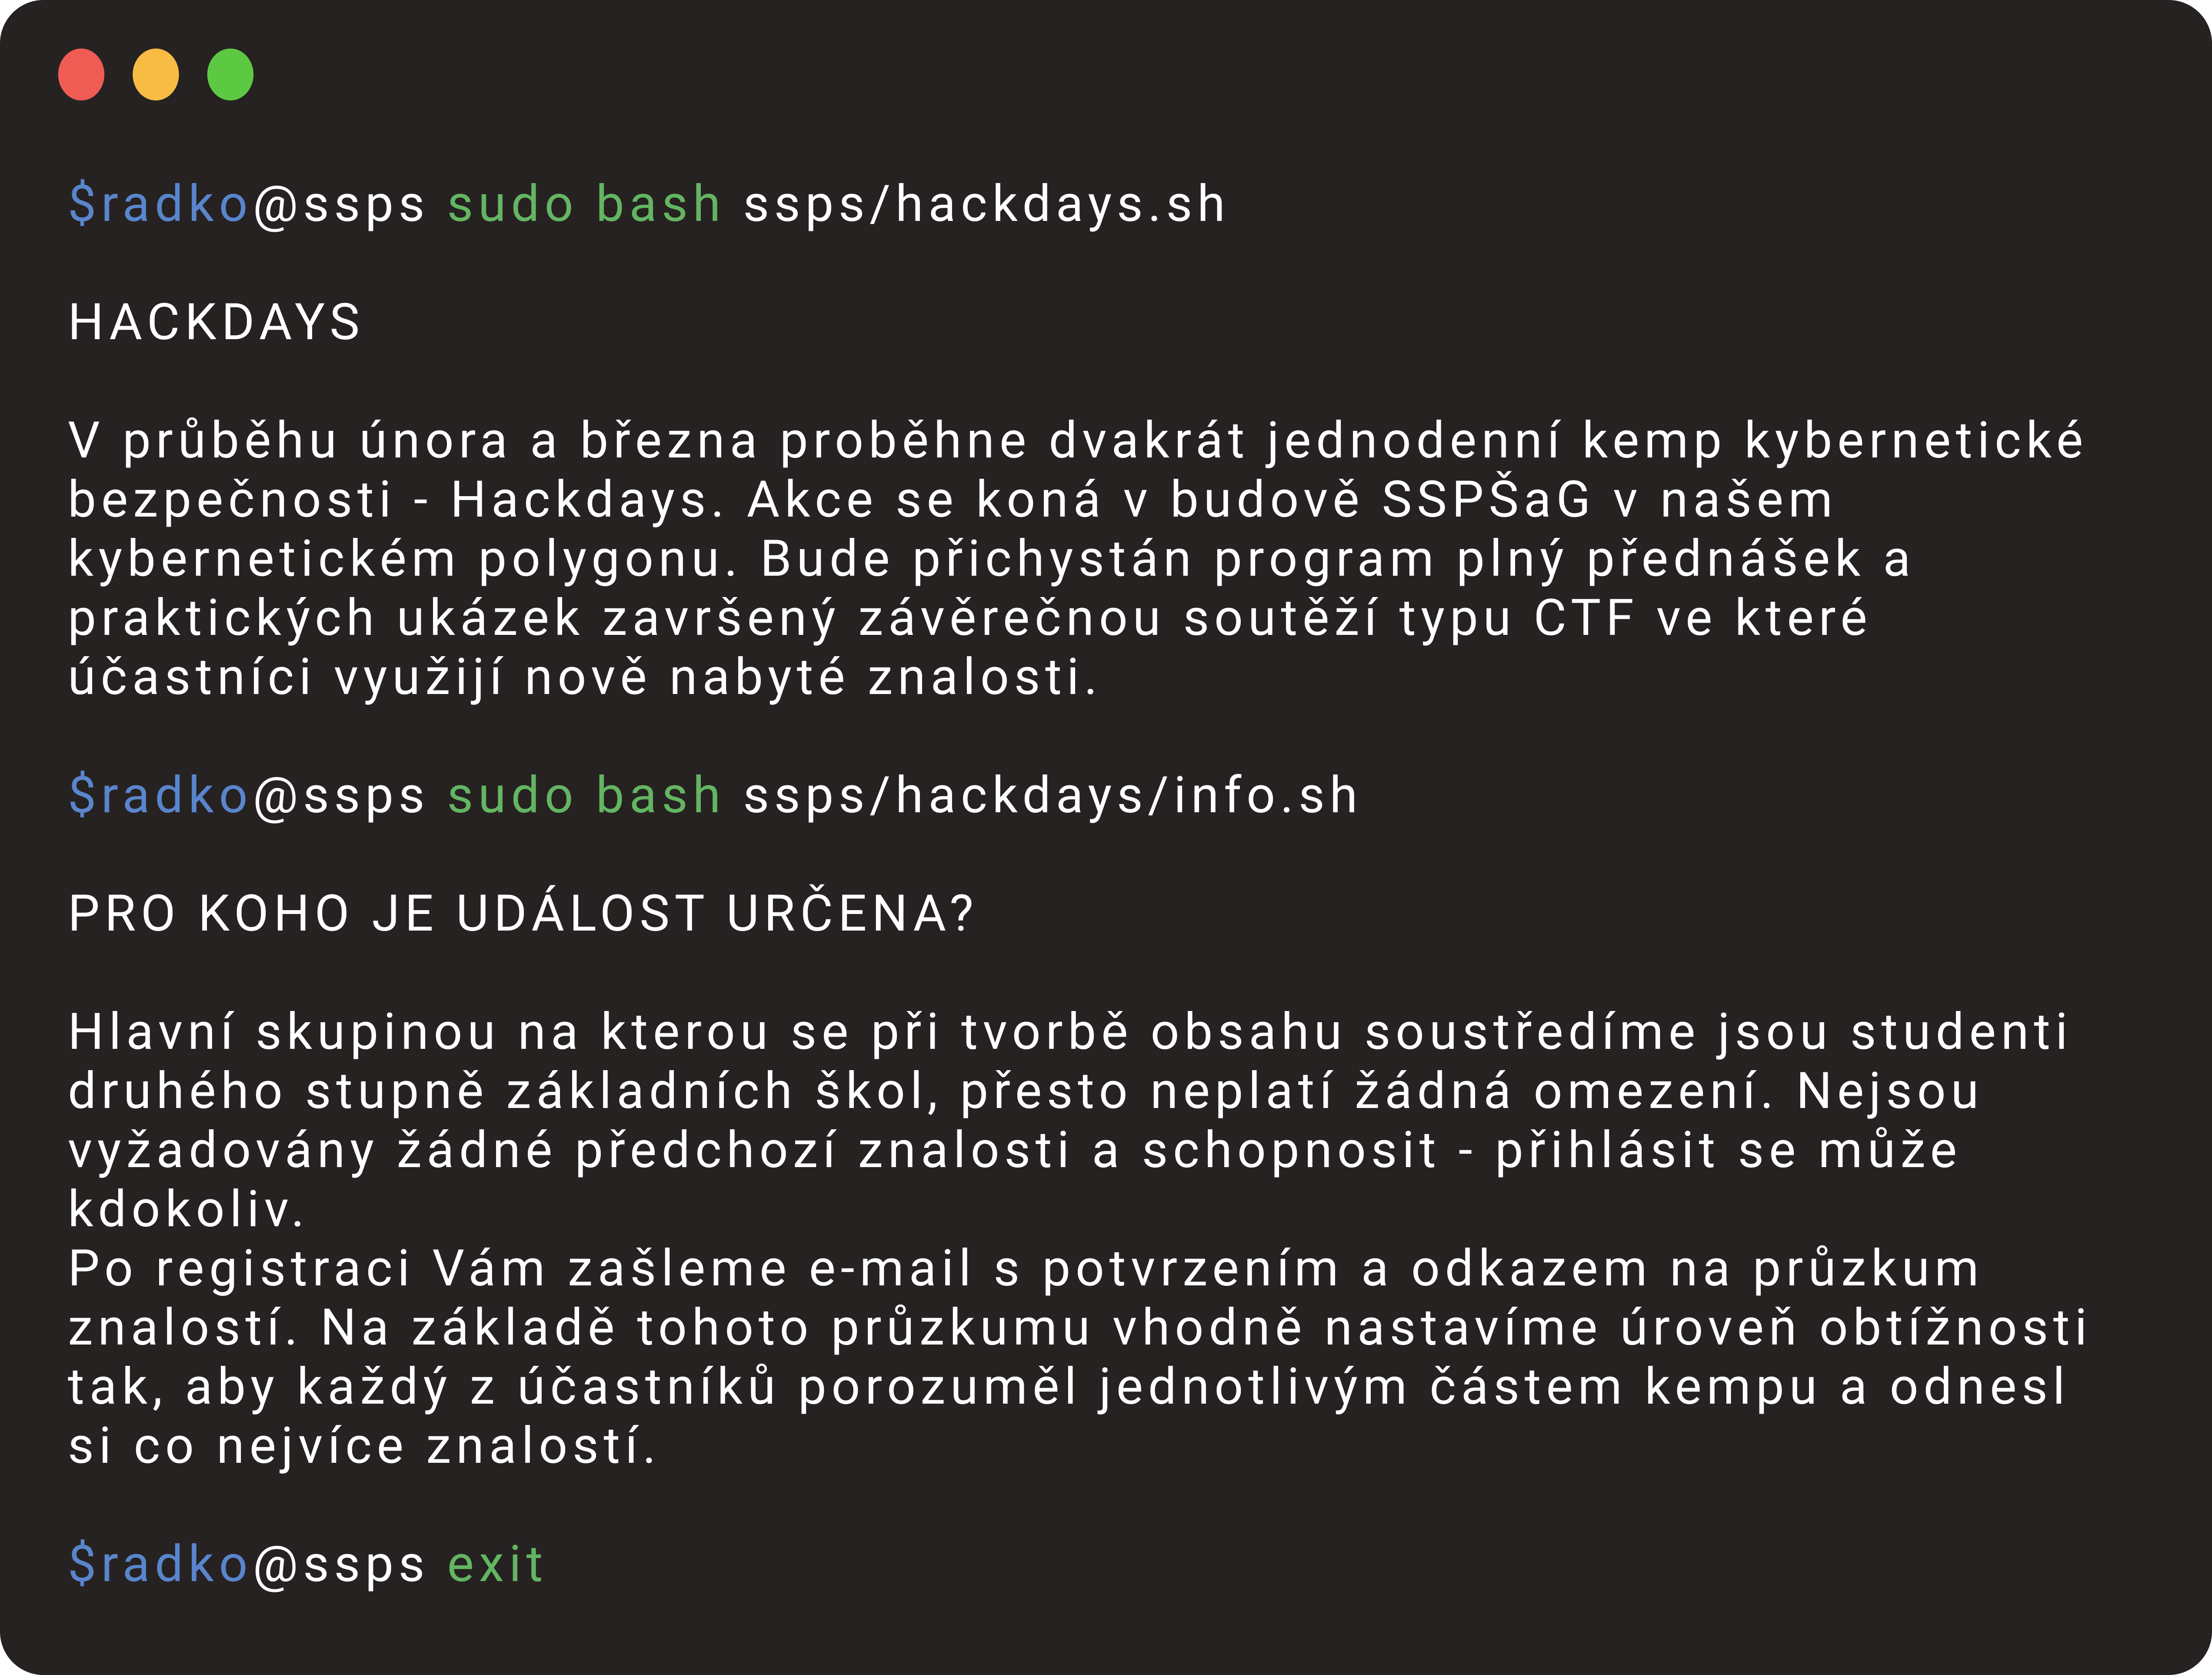 $radko@ssps sudo bash ssps/hackdays.sh
HACKDAYS
V průběhu února a března proběhne dvakrát jednodenní kemp kybernetické
bezpečnosti - Hackdays. Akce se koná v budově SSPŠaG v našem
kybernetickém polygonu. Bude přichystán program plný přednášek a
praktických ukázek završený závěrečnou soutěží typu CTF ve které
účastníci využijí nově nabyté znalosti.
$radko@ssps sudo bash ssps/hackdays/info.sh
PRO KOHO JE UDÁLOST URČENA?
Hlavní skupinou na kterou se při tvorbě obsahu soustředíme jsou studenti
druhého stupně základních škol, přesto neplatí žádná omezení. Nejsou
vyžadovány žádné předchozí znalosti a schopnosit - přihlásit se může
kdokoliv.
Po registraci Vám zašleme e-mail s potvrzením a odkazem na průzkum
znalostí. Na základě tohoto průzkumu vhodně nastavíme úroveň obtížnosti
tak, aby každý z účastníků porozuměl jednotlivým částem kempu a odnesl
si co nejvíce znalostí.
$radko@ssps exit